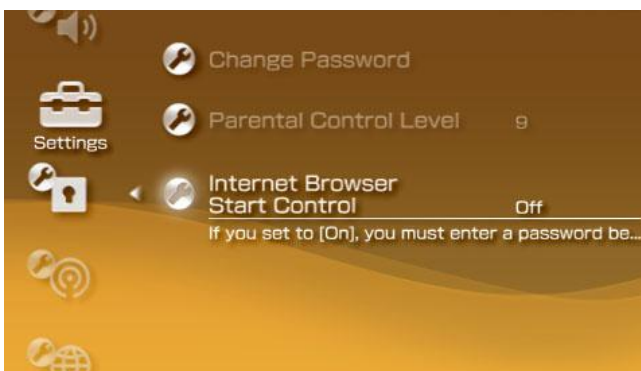 Change Password
Parental Control Level 9
Settings
Internet Browser
Start Control Off
If you set to [On], you must enter a password be...